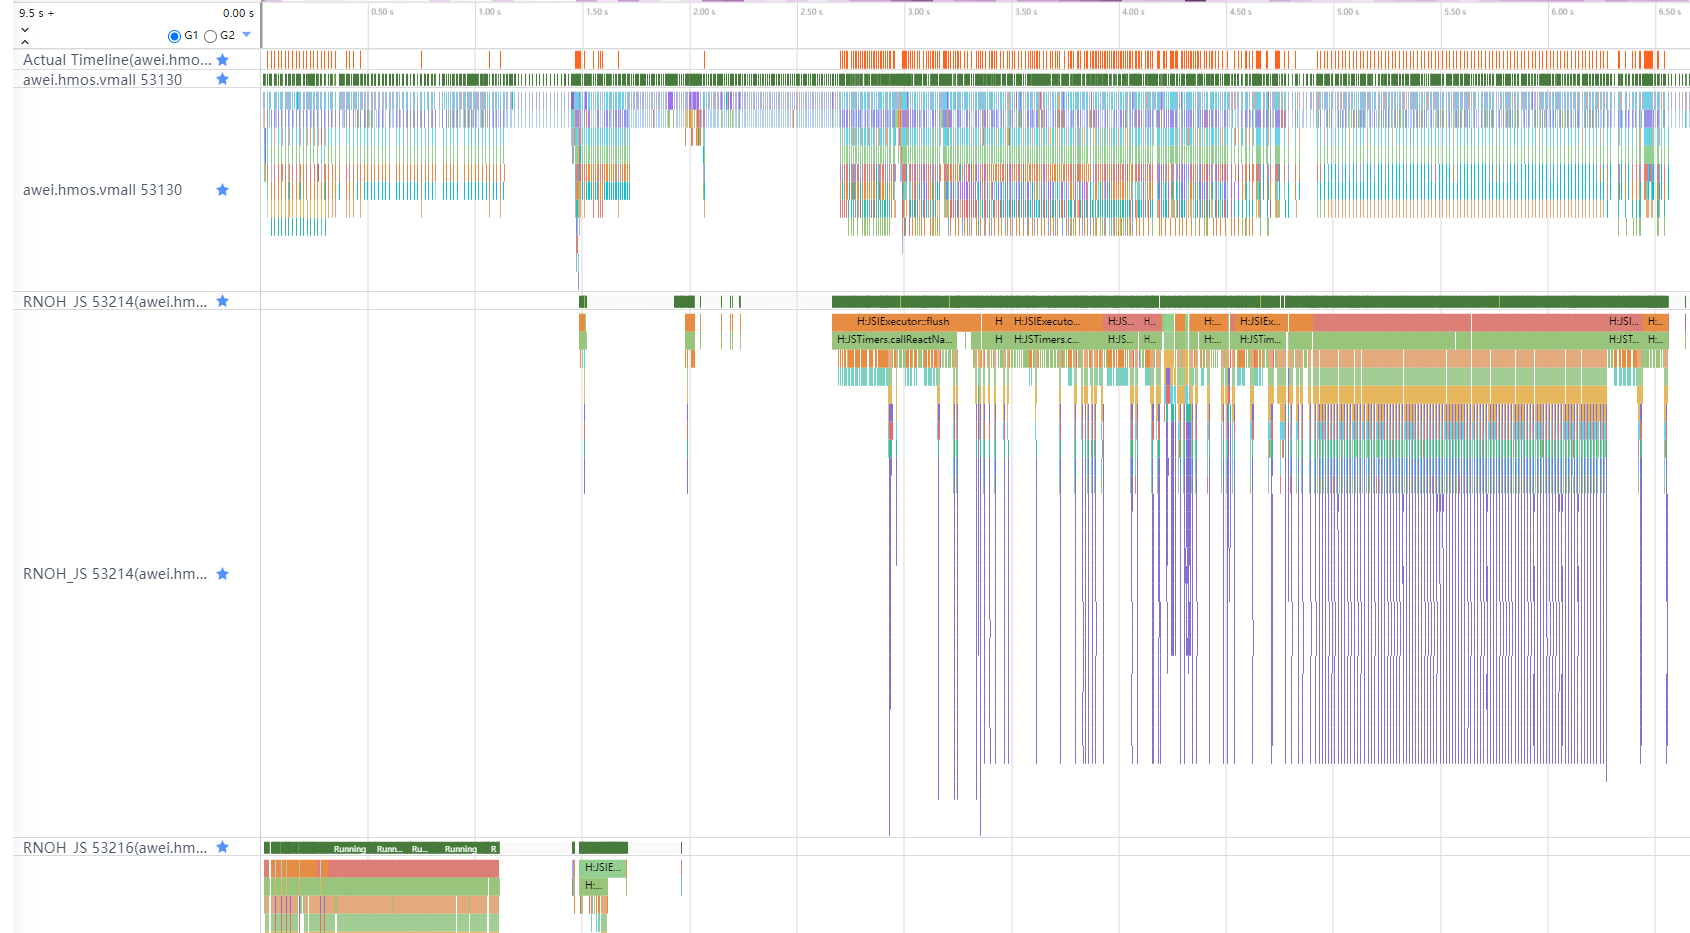 9.5 s + 0.00 s
0.50 s 1.00 s 1.50 s 2.00 s 2.50 s 3.00 s 3.50 s 4.00 s 4.50 s 5.00 s 5.50 s 6.00 s 6.50 s
G1 G2
Actual Timeline(awei.hmo...
awei.hmos.vmall 53130
awei.hmos.vmall 53130
RNOH_JS 53214(awei.hm...
H:JSIExecutor::flush H H:JSIExecuto... H:JS... H... H:... H:JSIEx... H:JSI... H:...
H:JSTimers.callReactNa... H H:JSTimers.c... H:JS... H... H:... H:JSTim... H:JST... H:...
RNOH_JS 53214(awei.hm...
RNOH_JS 53216(awei.hm...
Running Runn... Ru... Running R
H:JSIE...
H:...